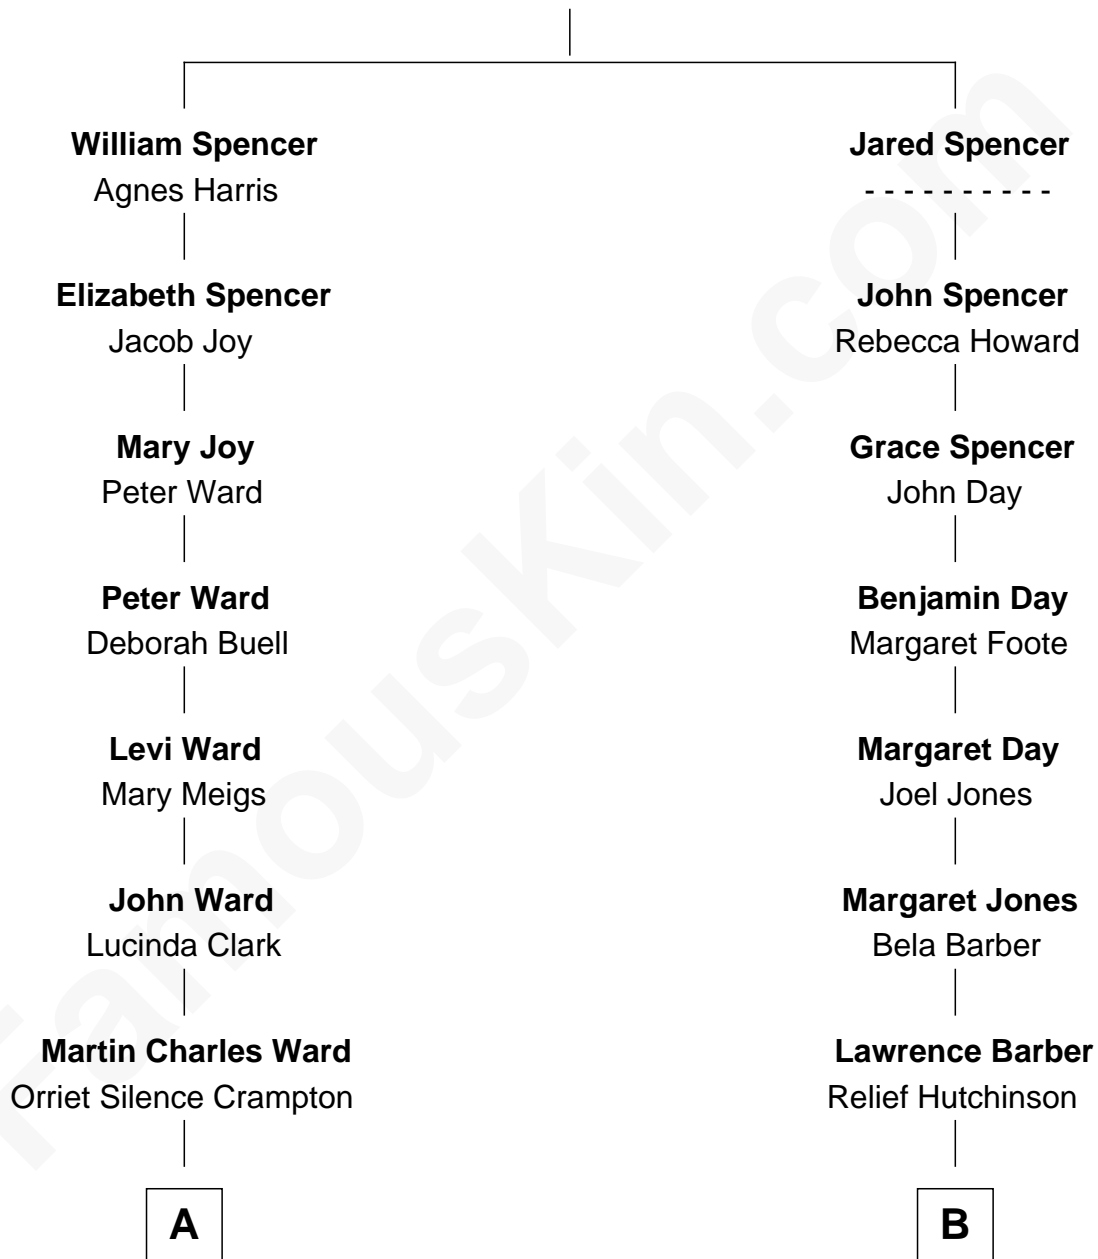 William Spencer
Agnes Harris
Elizabeth Spencer
Jacob Joy
Mary Joy
Peter Ward
Peter Ward
Deborah Buell
Levi Ward
Mary Meigs
John Ward
Lucinda Clark
Martin Charles Ward
Orriet Silence Crampton
A
Jared Spencer
- - - - - - - - - -
John Spencer
Rebecca Howard
Grace Spencer
John Day
Benjamin Day
Margaret Foote
Margaret Day
Joel Jones
Margaret Jones
Bela Barber
Lawrence Barber
Relief Hutchinson
B
FamousKin.com